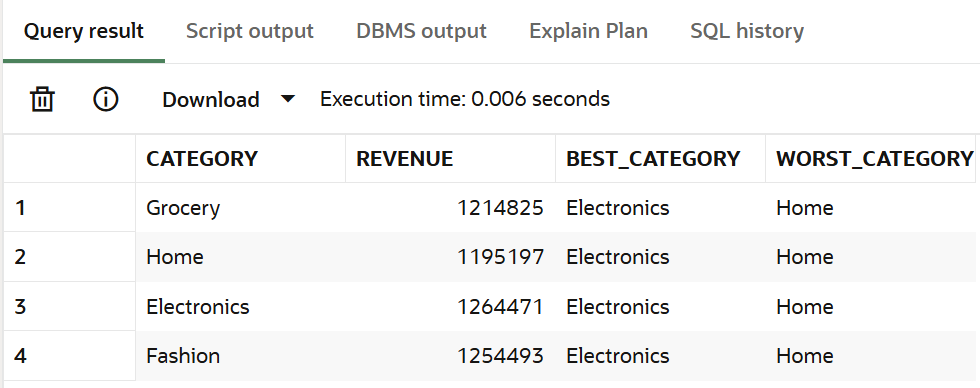 Query result Script output DBMS output Explain Plan SQL history
Download Execution time: 0.006 seconds
CATEGORY REVENUE BEST_CATEGORY WORST_CATEGORY
1 Grocery 1214825 Electronics Home
2 Home 1195197 Electronics Home
3 Electronics 1264471 Electronics Home
4 Fashion 1254493 Electronics Home